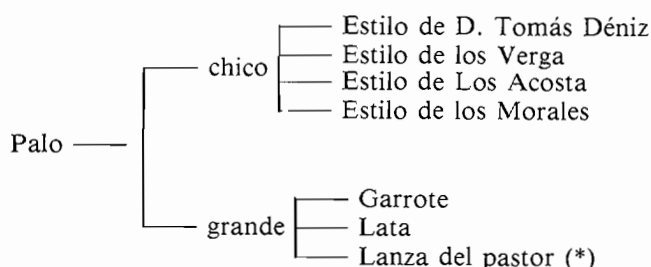 Estilo de D. Tomás Déniz
Estilo de los Verga
chico
Estilo de Los Acosta
Estilo de los Morales
Palo
Garrote
grande
Lata
Lanza del pastor (*)